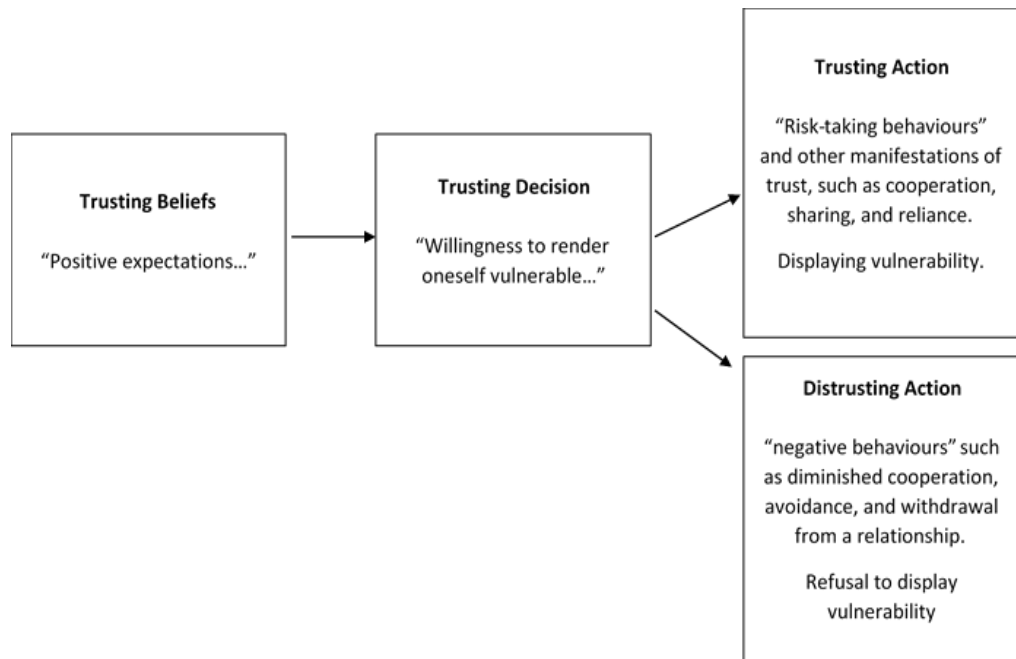 Trusting Beliefs
“Positive expectations...”
Trusting Decision
“Willingness to render
oneself vulnerable...”
Trusting Action
“Risk-taking behaviours”
and other manifestations of
trust, such as cooperation,
sharing, and reliance.
Displaying vulnerability.
Distrusting Action
“negative behaviours” such
as diminished cooperation,
avoidance, and withdrawal
from a relationship.
Refusal to display
vulnerability